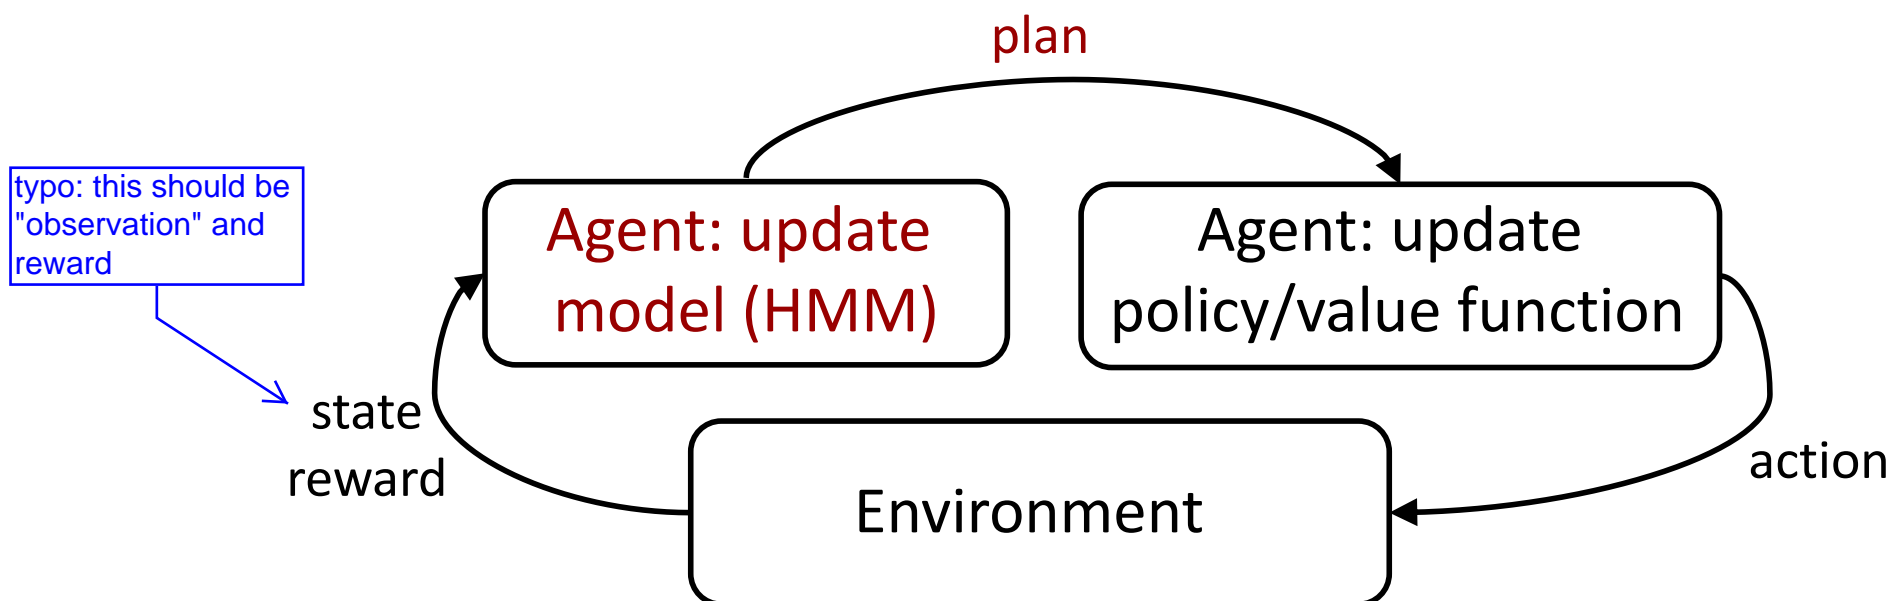 plan
typo: this should be
"observation" and
reward
Agent: update
model (HMM)
Agent: update
policy/value function
state
reward
Environment
action